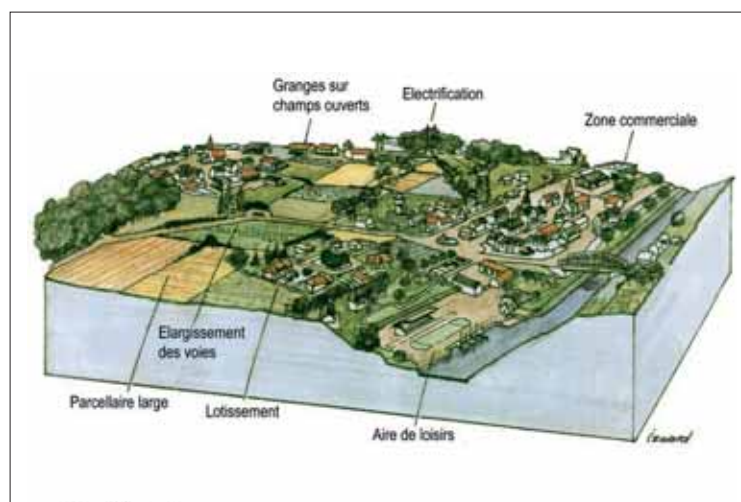 Granges sur
champs ouverts
Electrification
Zone commerciale
Elargissement
des voies
Parcellaire large
Lotissement
Aire de loisirs